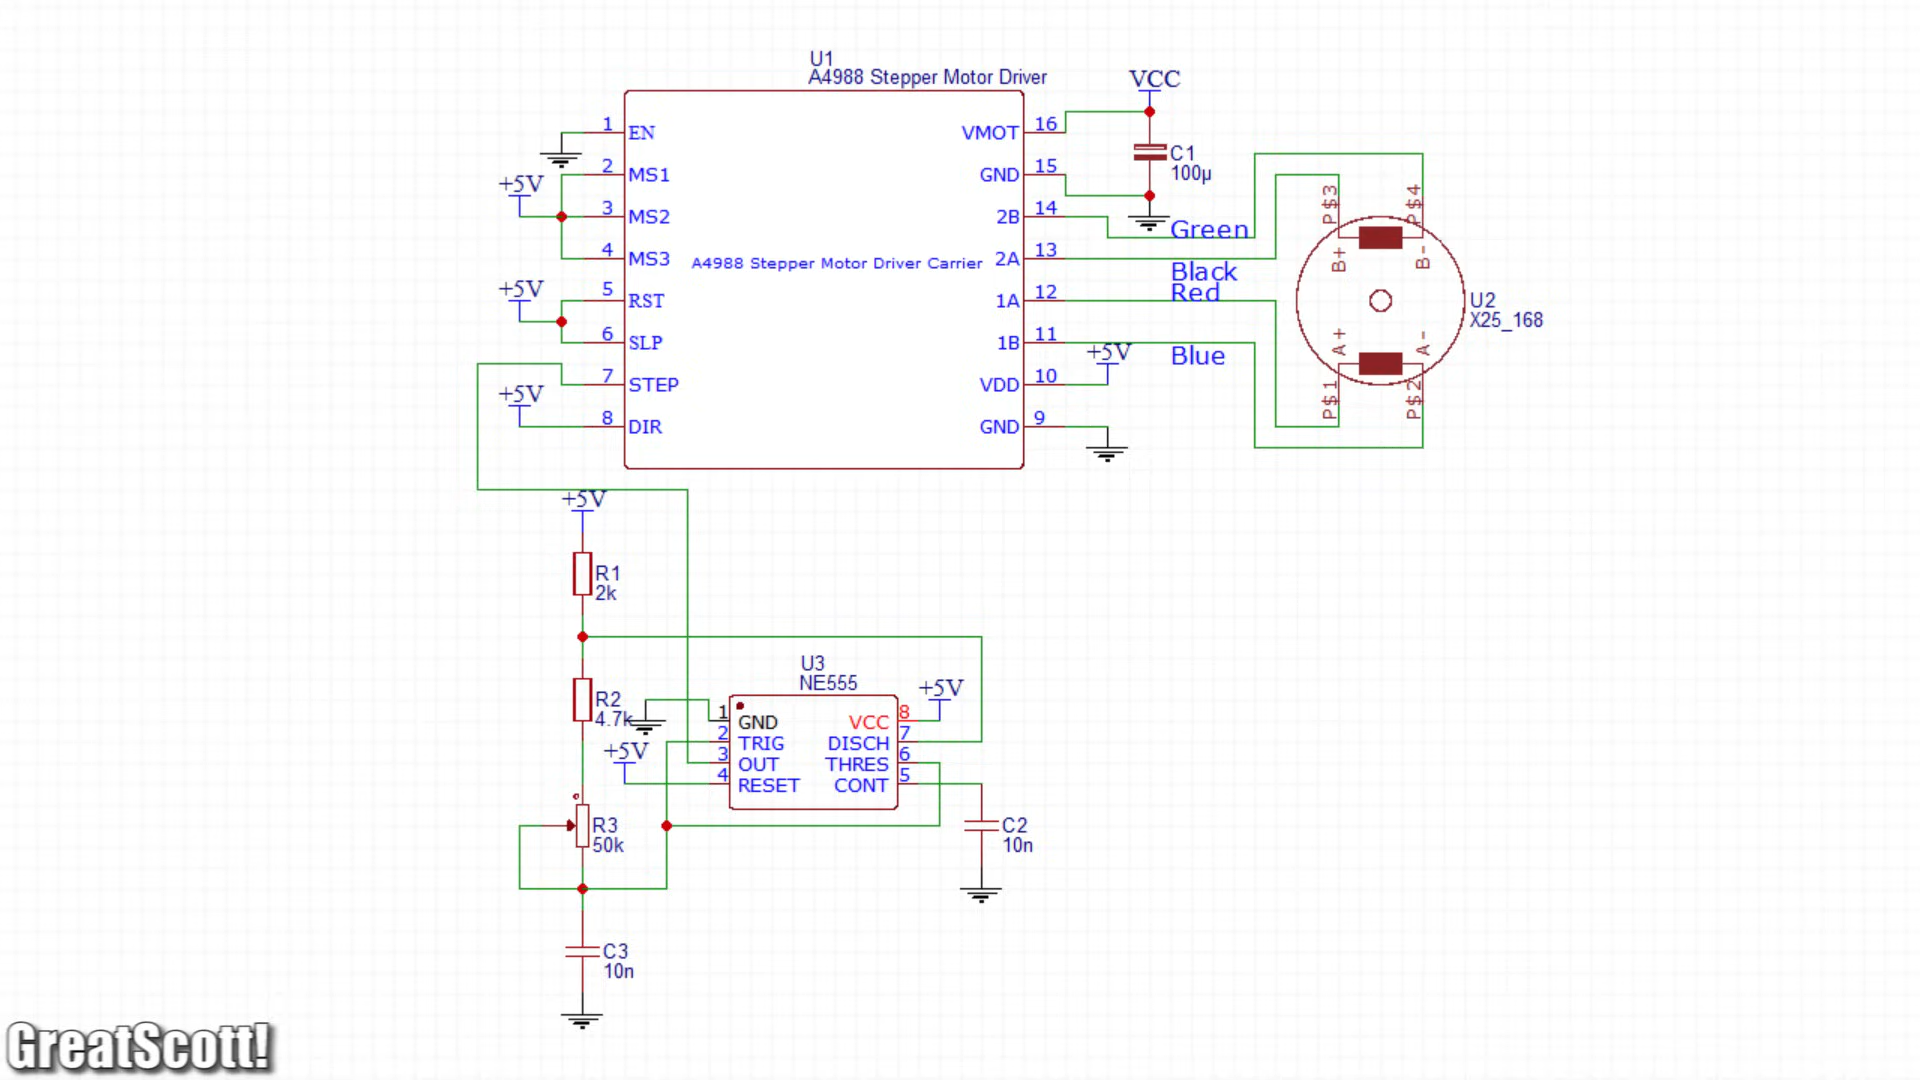 U1
A4988 Stepper Motor Driver
VCC
1 EN
VMOT 16
C1
100µ
+5V
2 MS1
GND 15
3 MS2
2B 14
Green
4 MS3
A4988 Stepper Motor Driver Carrier
2A 13
Black
+5V
5 RST
1A 12
Red
6 SLP
1B 11
+5V
Blue
7 STEP
VDD 10
+5V
8 DIR
GND 9
P$3
P$4
B+
B-
U2
X25_168
A+
A-
P$1
P$2
+5V
R1
2k
R2
4.7k
U3
NE555
+5V
1 GND
VCC 8
2 TRIG
DISCH 7
+5V
3 OUT
THRES 6
4 RESET
CONT 5
R3
50k
C2
10n
C3
10n
GreatScott!